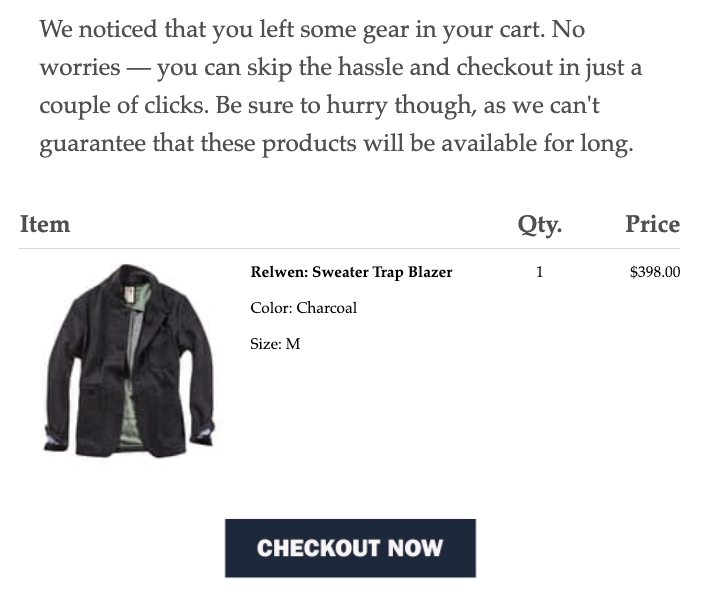 We noticed that you left some gear in your cart. No
worries — you can skip the hassle and checkout in just a
couple of clicks. Be sure to hurry though, as we can't
guarantee that these products will be available for long.
Item Qty. Price
Relwen: Sweater Trap Blazer 1 $398.00
Color: Charcoal
Size: M
CHECKOUT NOW